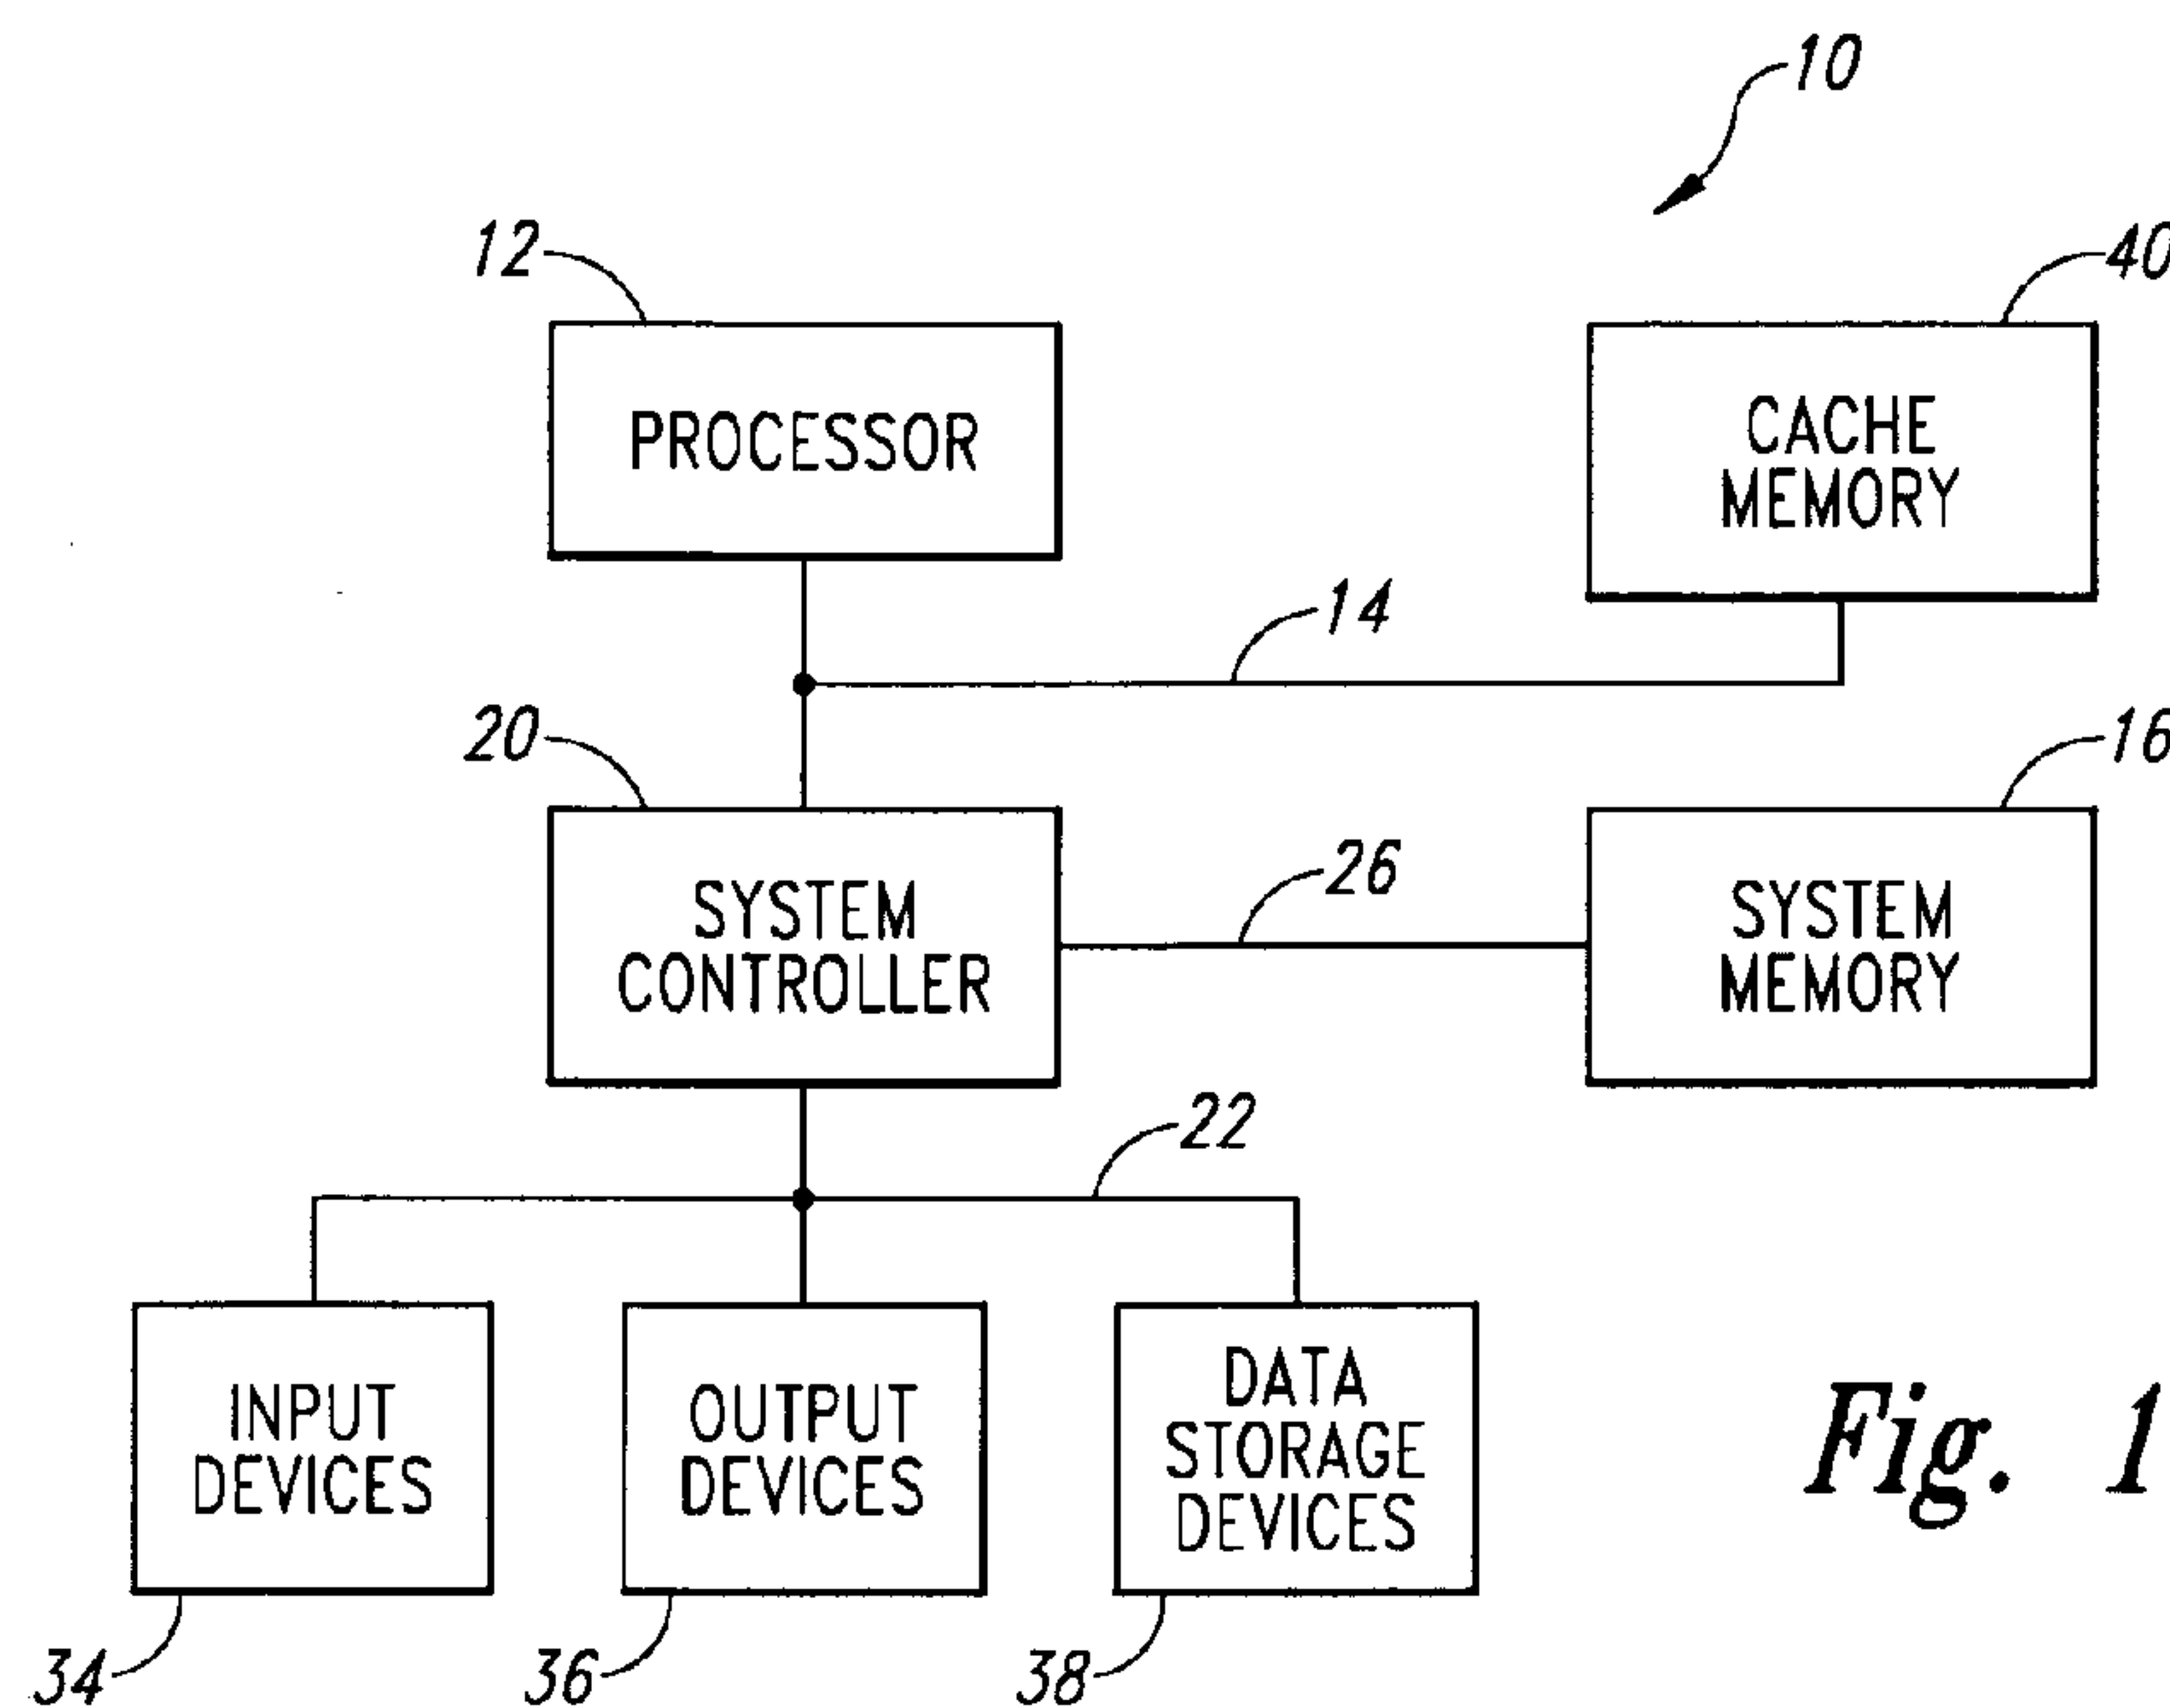 10
12
40
PROCESSOR
CACHE
MEMORY
14
20
16
SYSTEM
CONTROLLER
26
SYSTEM
MEMORY
22
INPUT
DEVICES
OUTPUT
DEVICES
DATA
STORAGE
DEVICES
34
36
38
Fig. 1